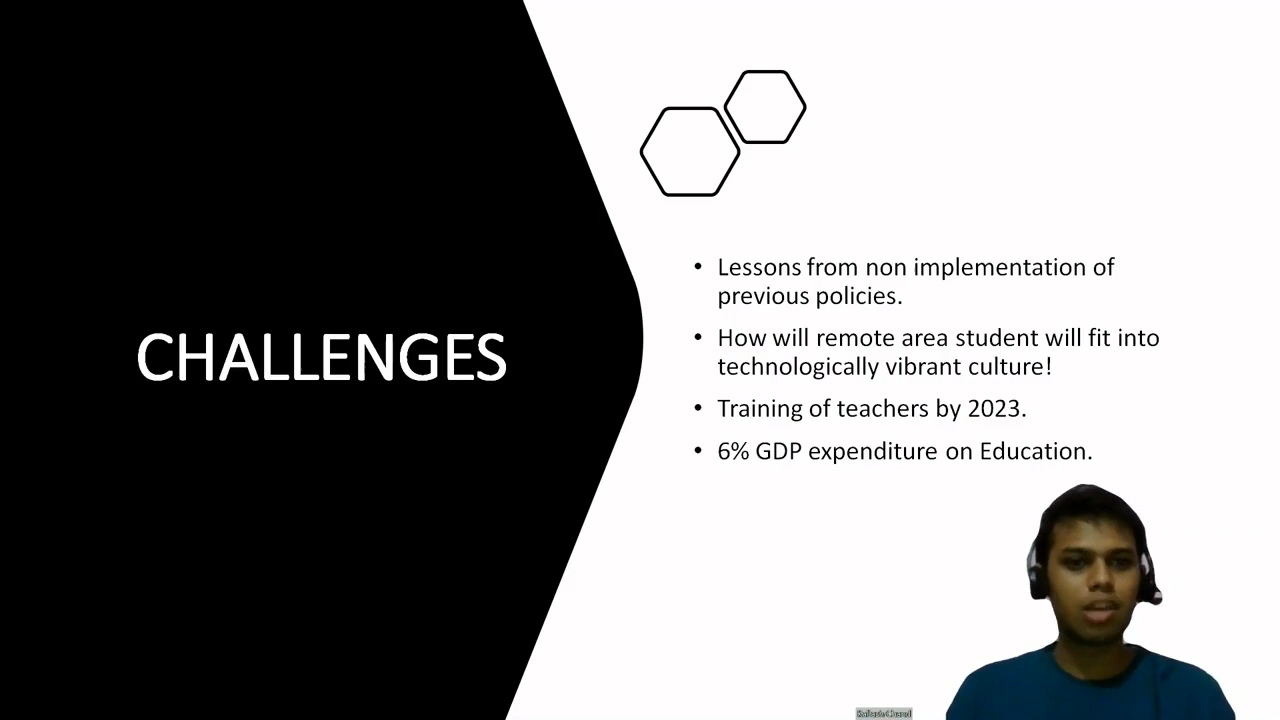 CHALLENGES
• Lessons from non implementation of
previous policies.
• How will remote area student will fit into
technologically vibrant culture!
• Training of teachers by 2023.
• 6% GDP expenditure on Education.